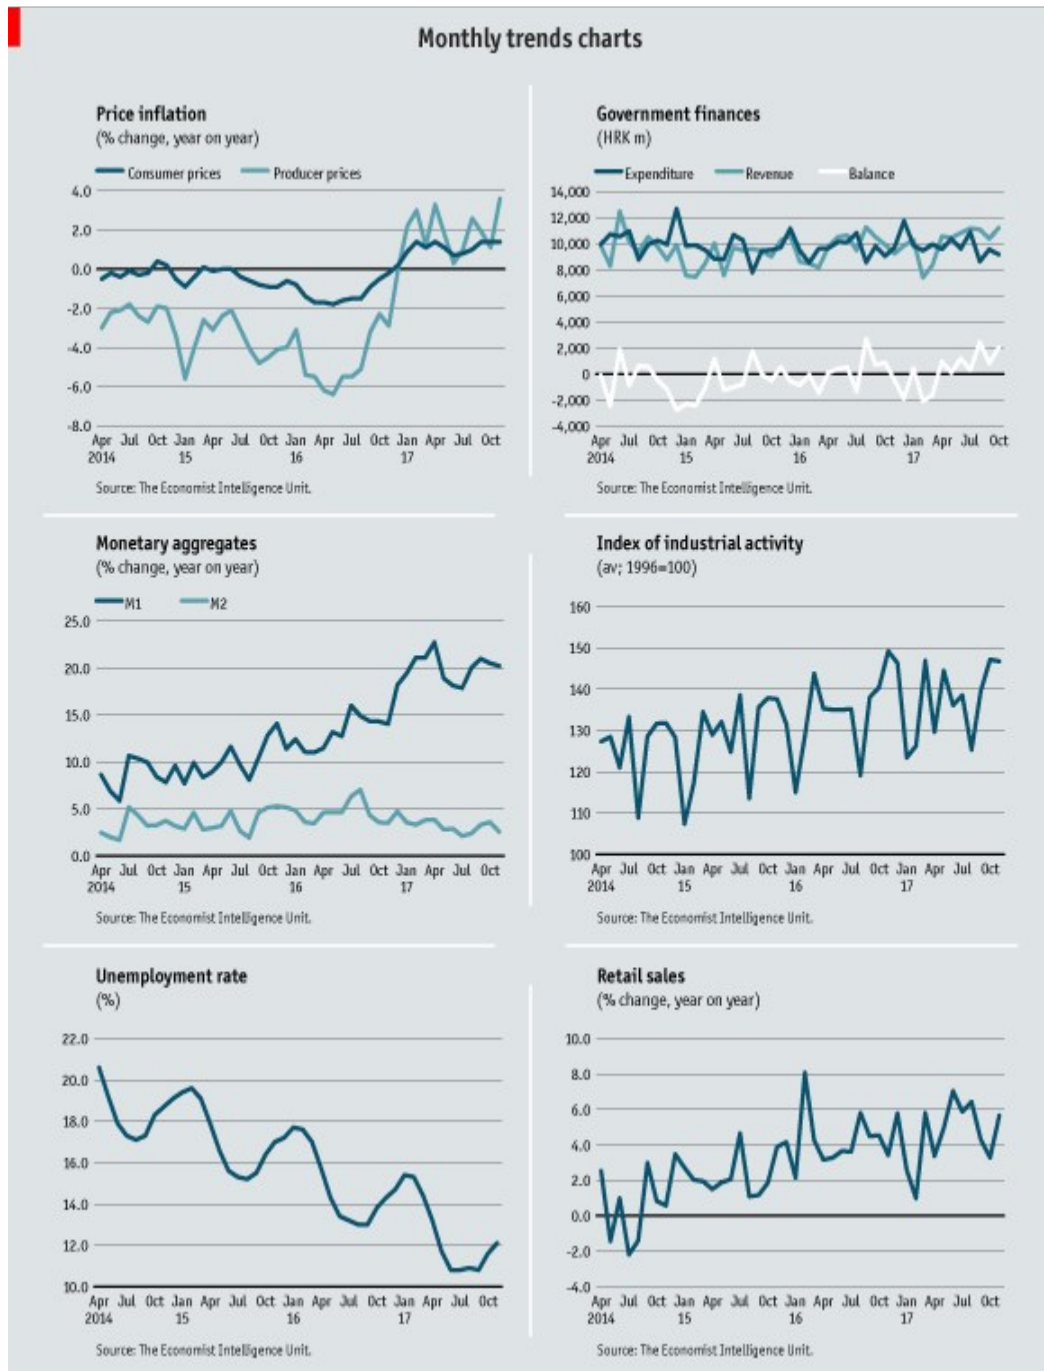 Monthly trends charts
Price inflation
(% change, year on year)
Consumer prices Producer prices
4.0
2.0
0.0
-2.0
-4.0
-6.0
-8.0
Apr Jul Oct Jan Apr Jul Oct Jan Apr Jul Oct Jan Apr Jul Oct
2014 15 16 17
Source: The Economist Intelligence Unit.
Government finances
(HRK m)
Expenditure Revenue Balance
14,000
12,000
10,000
8,000
6,000
4,000
2,000
0
-2,000
-4,000
Apr Jul Oct Jan Apr Jul Oct Jan Apr Jul Oct Jan Apr Jul Oct
2014 15 16 17
Source: The Economist Intelligence Unit.
Monetary aggregates
(% change, year on year)
M1 M2
25.0
20.0
15.0
10.0
5.0
0.0
Apr Jul Oct Jan Apr Jul Oct Jan Apr Jul Oct Jan Apr Jul Oct
2014 15 16 17
Source: The Economist Intelligence Unit.
Index of industrial activity
(av; 1996=100)
160
150
140
130
120
110
100
Apr Jul Oct Jan Apr Jul Oct Jan Apr Jul Oct Jan Apr Jul Oct
2014 15 16 17
Source: The Economist Intelligence Unit.
Unemployment rate
(%)
22.0
20.0
18.0
16.0
14.0
12.0
10.0
Apr Jul Oct Jan Apr Jul Oct Jan Apr Jul Oct Jan Apr Jul Oct
2014 15 16 17
Source: The Economist Intelligence Unit.
Retail sales
(% change, year on year)
10.0
8.0
6.0
4.0
2.0
0.0
-2.0
-4.0
Apr Jul Oct Jan Apr Jul Oct Jan Apr Jul Oct Jan Apr Jul Oct
2014 15 16 17
Source: The Economist Intelligence Unit.